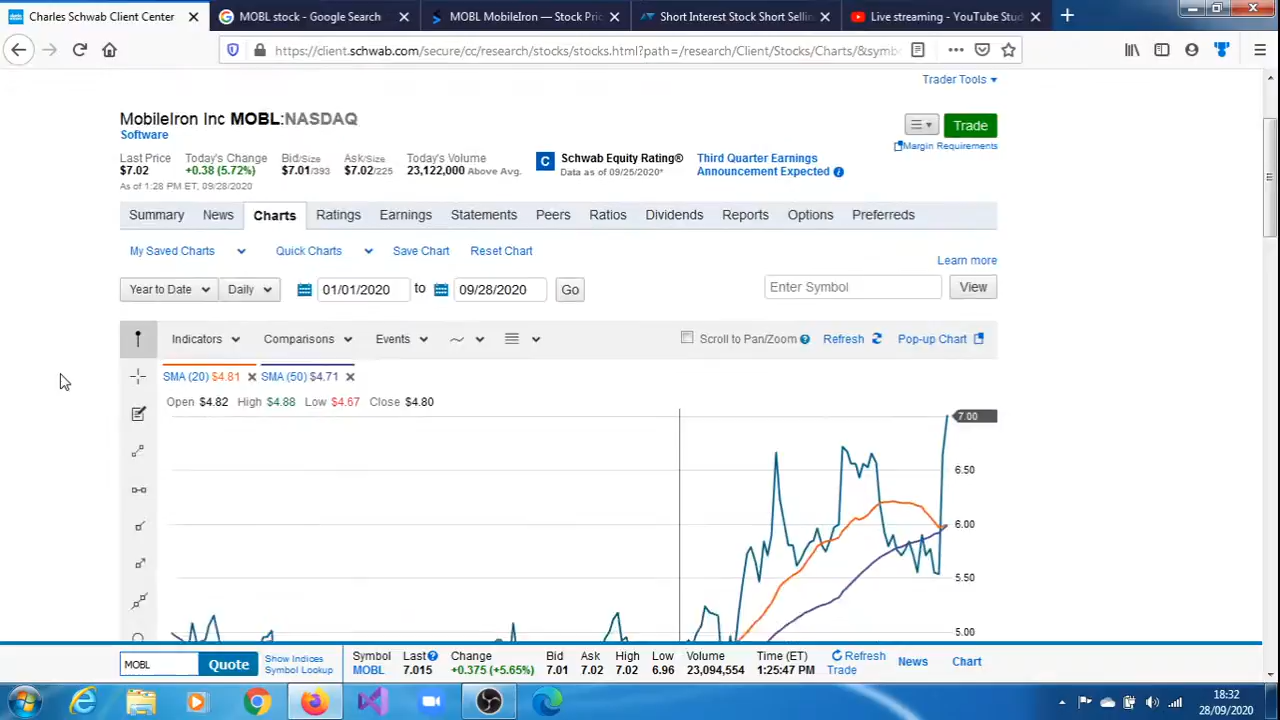 Charles Schwab Client Center
MOBL stock - Google Search
MOBL MobileIron — Stock Pri
Short Interest Stock Short Sellin
Live streaming - YouTube Stud
https://client.schwab.com/secure/cc/research/stocks/stocks.html?path=/research/Client/Stocks/Charts/&symb
Trader Tools
MobileIron Inc MOBL:NASDAQ
Software
Trade
Margin Requirements
Last Price
$7.02
Today's Change
+0.38 (5.72%)
Bid/Size
$7.01/393
Ask/Size
$7.02/225
Today's Volume
23,122,000 Above Avg.
As of 1:28 PM ET, 09/28/2020
C
Schwab Equity Rating®
Data as of 09/25/2020*
Third Quarter Earnings
Announcement Expected
Summary News Charts Ratings Earnings Statements Peers Ratios Dividends Reports Options Preferreds
My Saved Charts Quick Charts Save Chart Reset Chart
Learn more
Year to Date Daily 01/01/2020 to 09/28/2020 Go
Enter Symbol View
Indicators Comparisons Events Scroll to Pan/Zoom Refresh Pop-up Chart
SMA (20) $4.81 SMA (50) $4.71
Open $4.82 High $4.88 Low $4.67 Close $4.80
7.00
6.50
6.00
5.50
5.00
MOBL Quote
Show Indices
Symbol Lookup
Symbol Last Change Bid Ask High Low Volume Time (ET) Refresh
MOBL 7.015 +0.375 (+5.65%) 7.01 7.02 7.02 6.96 23,094,554 1:25:47 PM Trade
News Chart
18:32
28/09/2020